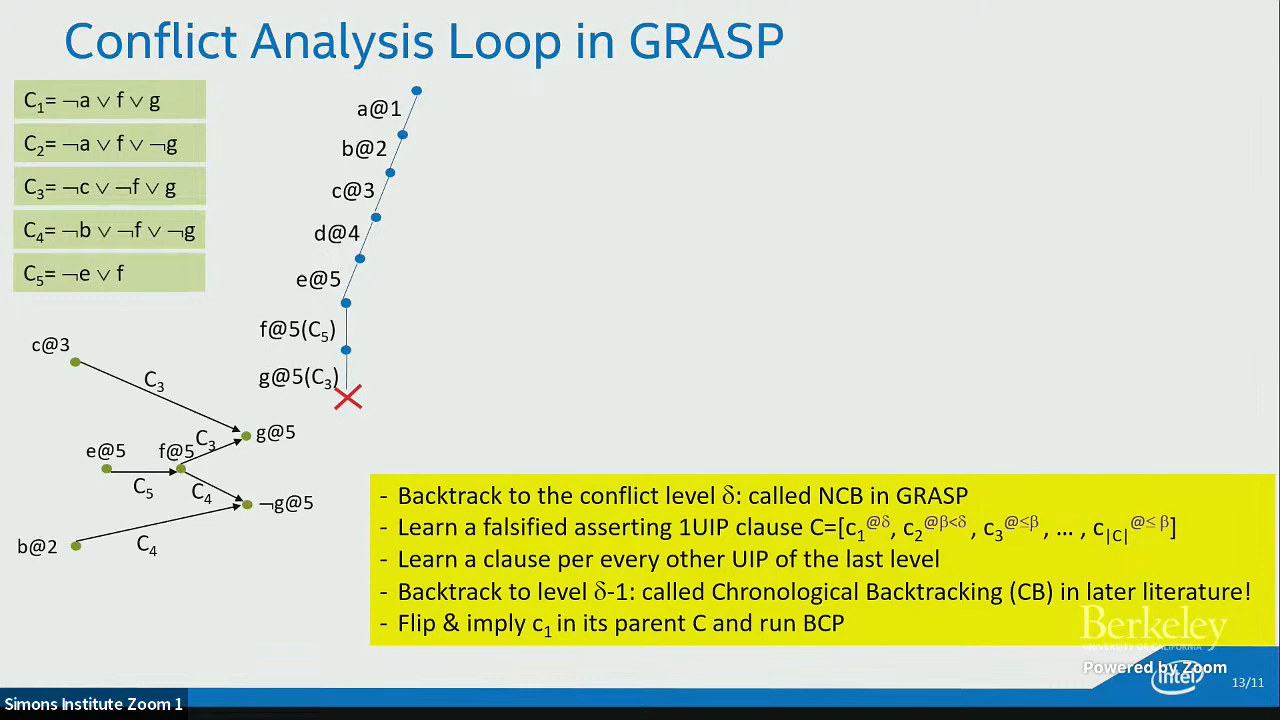 Conflict Analysis Loop in GRASP
C1= ¬a ∨ f ∨ g
C2= ¬a ∨ f ∨ ¬g
C3= ¬c ∨ ¬f ∨ g
C4= ¬b ∨ ¬f ∨ ¬g
C5= ¬e ∨ f
a@1
b@2
c@3
d@4
e@5
f@5(C5)
g@5(C3)
c@3
C3
g@5
C3
e@5
f@5
C5
C4
¬g@5
b@2
C4
- Backtrack to the conflict level δ: called NCB in GRASP
- Learn a falsified asserting 1UIP clause C=[c1@δ, c2@β<δ, c3@≤β, … , c|C|@≤ β]
- Learn a clause per every other UIP of the last level
- Backtrack to level δ-1: called Chronological Backtracking (CB) in later literature!
- Flip & imply c1 in its parent C and run BCP
Berkeley
UNIVERSITY OF CALIFORNIA
Powered by Zoom
intel
13/11
Simons Institute Zoom 1